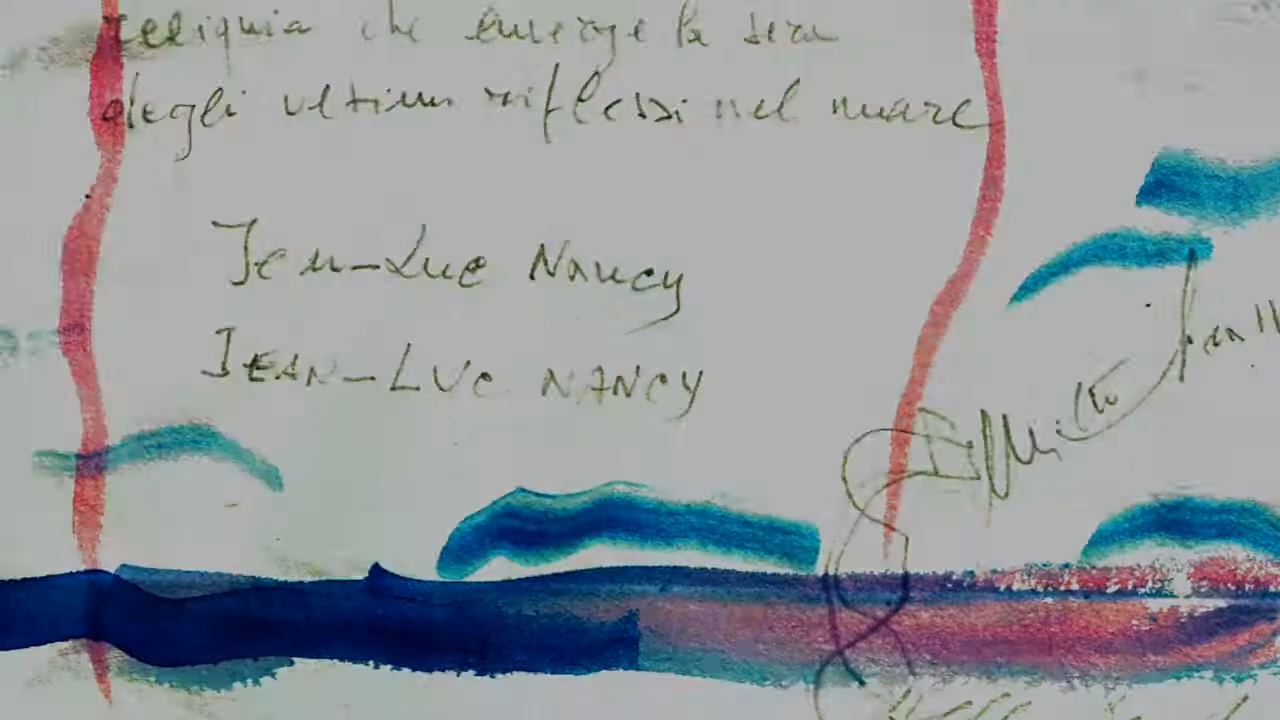 reliquia che emerge la sera
degli ultimi riflessi nel mare
Jean-Luc Nancy
JEAN-LUC NANCY